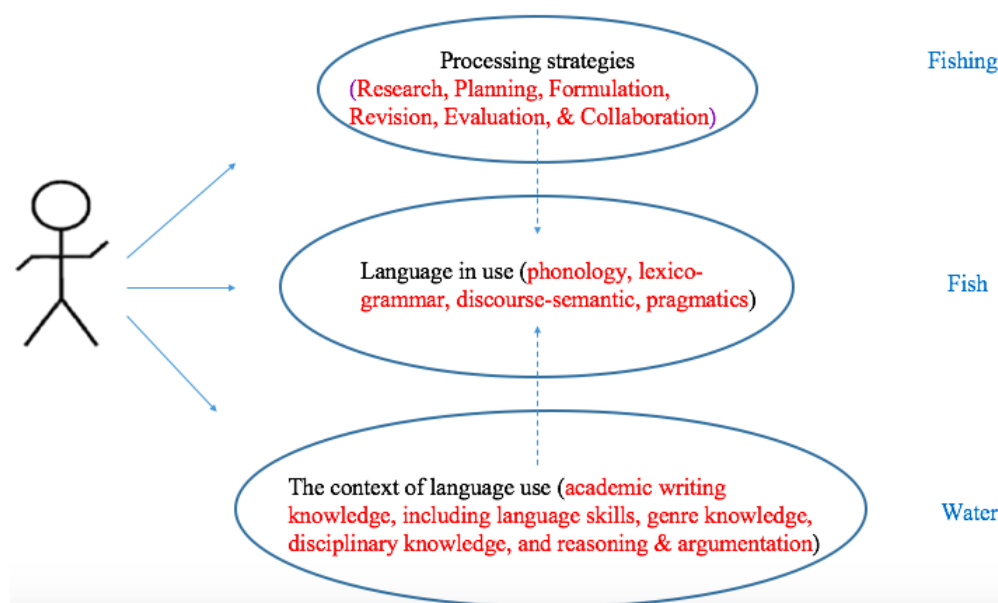 Processing strategies
Fishing
(Research, Planning, Formulation,
Revision, Evaluation, & Collaboration)
Language in use (phonology, lexico-
grammar, discourse-semantic, pragmatics)
Fish
The context of language use (academic writing
knowledge, including language skills, genre knowledge,
disciplinary knowledge, and reasoning & argumentation)
Water